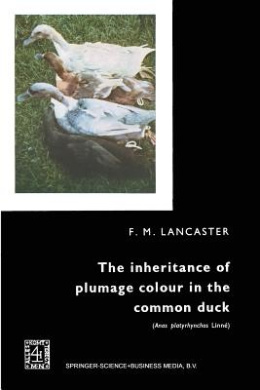 F. M. LANCASTER
The inheritance of
plumage colour in the
common duck
(Anas platyrhynchos Linné)
SPRINGER-SCIENCE+BUSINESS MEDIA, B.V.